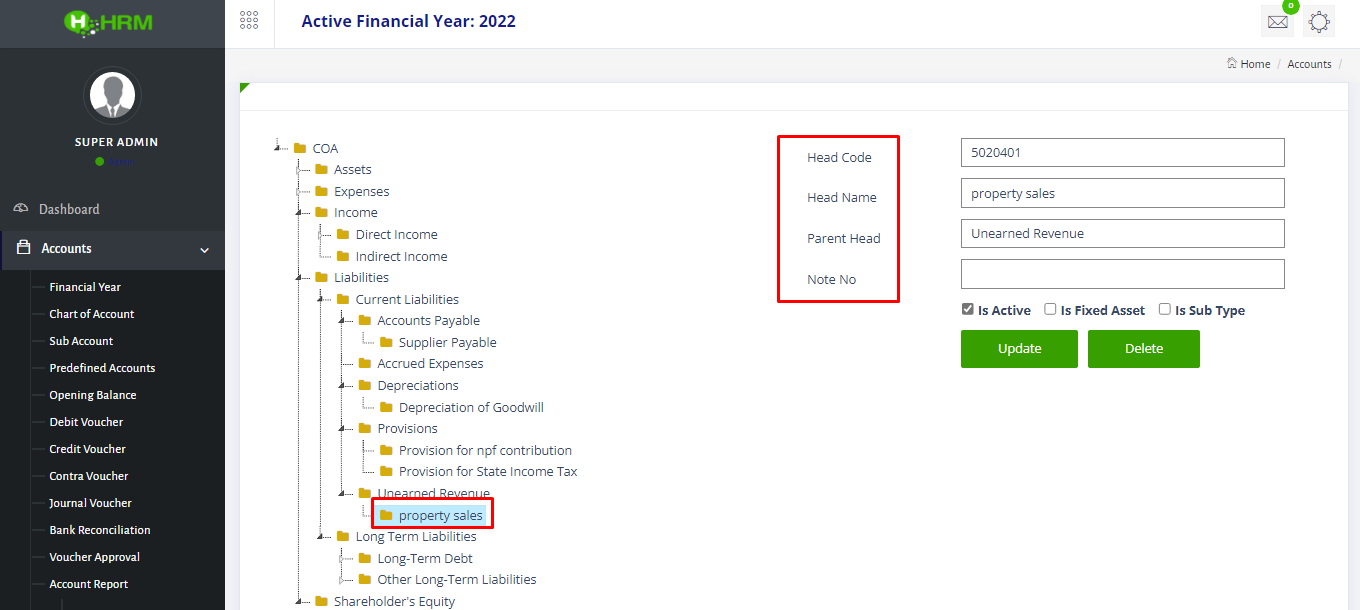 HRM
Active Financial Year: 2022
0
Home / Accounts /
SUPER ADMIN
Dashboard
Accounts
Financial Year
Chart of Account
Sub Account
Predefined Accounts
Opening Balance
Debit Voucher
Credit Voucher
Contra Voucher
Journal Voucher
Bank Reconciliation
Voucher Approval
Account Report
COA
Assets
Expenses
Income
Direct Income
Indirect Income
Liabilities
Current Liabilities
Accounts Payable
Supplier Payable
Accrued Expenses
Depreciations
Depreciation of Goodwill
Provisions
Provision for npf contribution
Provision for State Income Tax
Unearned Revenue
property sales
Long Term Liabilities
Long-Term Debt
Other Long-Term Liabilities
Shareholder's Equity
Head Code 5020401
Head Name property sales
Parent Head Unearned Revenue
Note No
Is Active Is Fixed Asset Is Sub Type
Update Delete